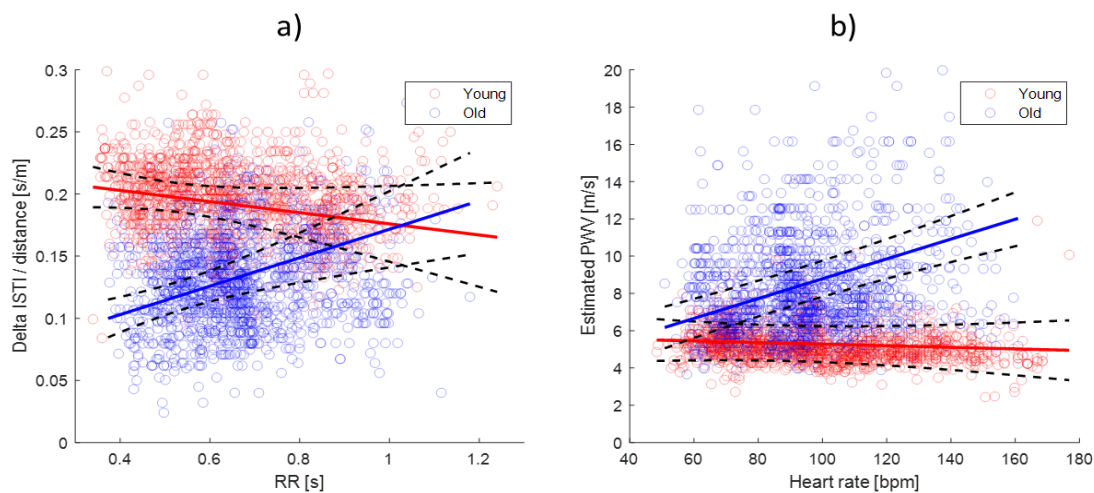 a)
0.3
0.25
0.2
0.15
0.1
0.05
0
Delta ISTI / distance [s/m]
0.4 0.6 0.8 1 1.2
RR [s]
Young
Old
b)
20
18
16
14
12
10
8
6
4
2
0
Estimated PWV [m/s]
40 60 80 100 120 140 160 180
Heart rate [bpm]
Young
Old